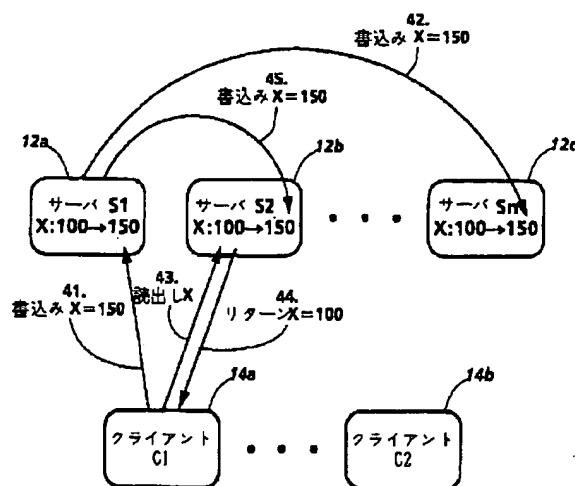 42.
書込み X=150
45.
書込み X=150
12a
12b
12c
サーバ S1
X:100→150
サーバ S2
X:100→150
サーバ Sm
X:100→150
41.
書込み X=150
43.
読出しX
44.
リターンX=100
14a
14b
クライアント
C1
クライアント
C2